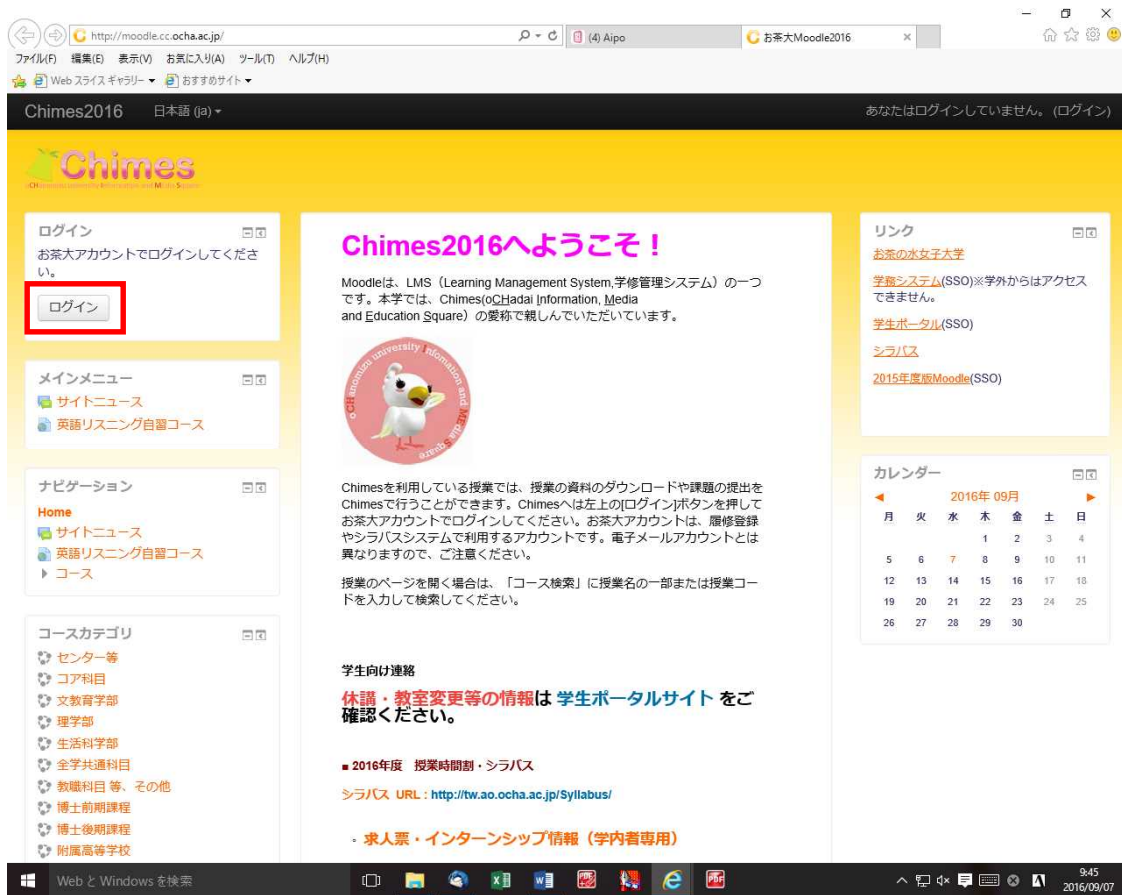 http://moodle.cc.ocha.ac.jp/
(4) Aipo
お茶大Moodle2016
ファイル(F) 編集(E) 表示(V) お気に入り(A) ツール(T) ヘルプ(H)
Web スライス ギャラリー
おすすめサイト
Chimes2016 日本語 (ja)
あなたはログインしていません。(ログイン)
Chimes
ログイン
お茶大アカウントでログインしてくださ
い。
ログイン
メインメニュー
サイトニュース
英語リスニング自習コース
ナビゲーション
Home
サイトニュース
英語リスニング自習コース
コース
コースカテゴリ
センター等
コア科目
文教育学部
理学部
生活科学部
全学共通科目
教職科目 等、その他
博士前期課程
博士後期課程
附属高等学校
Chimes2016へようこそ！
Moodleは、LMS（Learning Management System,学修管理システム）の一つ
です。本学では、Chimes(oCHadai Information, Media
and Education Square）の愛称で親しんでいただいています。
oCHanomizu university Infomation and MEdia Square
Chimesを利用している授業では、授業の資料のダウンロードや課題の提出を
Chimesで行うことができます。Chimesへは左上の[ログイン]ボタンを押して
お茶大アカウントでログインしてください。お茶大アカウントは、履修登録
やシラバスシステムで利用するアカウントです。電子メールアカウントとは
異なりますので、ご注意ください。
授業のページを開く場合は、「コース検索」に授業名の一部または授業コー
ドを入力して検索してください。
学生向け連絡
休講・教室変更等の情報は 学生ポータルサイト をご
確認ください。
■ 2016年度 授業時間割・シラバス
シラバス URL : http://tw.ao.ocha.ac.jp/Syllabus/
。求人票・インターンシップ情報（学内者専用）
リンク
お茶の水女子大学
学務システム(SSO)※学外からはアクセス
できません。
学生ポータル(SSO)
シラバス
2015年度版Moodle(SSO)
カレンダー
2016年 09月
月 火 水 木 金 土 日
1 2 3 4
5 6 7 8 9 10 11
12 13 14 15 16 17 18
19 20 21 22 23 24 25
26 27 28 29 30
Web と Windows を検索
9:45
2016/09/07